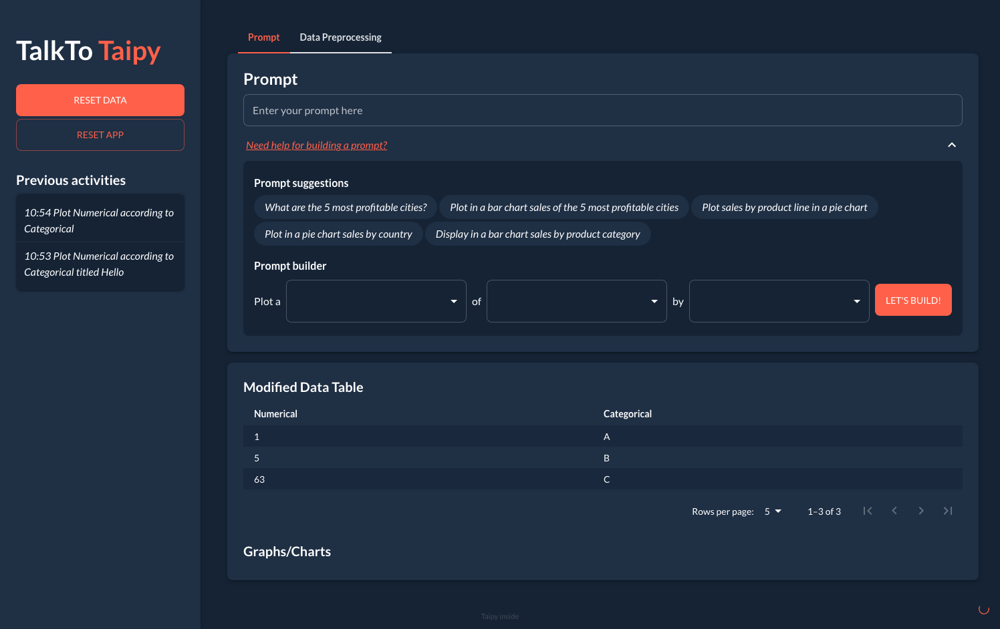 TalkTo Taipy
RESET DATA
RESET APP
Previous activities
10:54 Plot Numerical according to
Categorical
10:53 Plot Numerical according to
Categorical titled Hello
Prompt
Data Preprocessing
Prompt
Enter your prompt here
Need help for building a prompt?
Prompt suggestions
What are the 5 most profitable cities?
Plot in a bar chart sales of the 5 most profitable cities
Plot sales by product line in a pie chart
Plot in a pie chart sales by country
Display in a bar chart sales by product category
Prompt builder
Plot a of by LET'S BUILD!
Modified Data Table
Numerical Categorical
1 A
5 B
63 C
Rows per page: 5 1–3 of 3
Graphs/Charts
Taipy inside